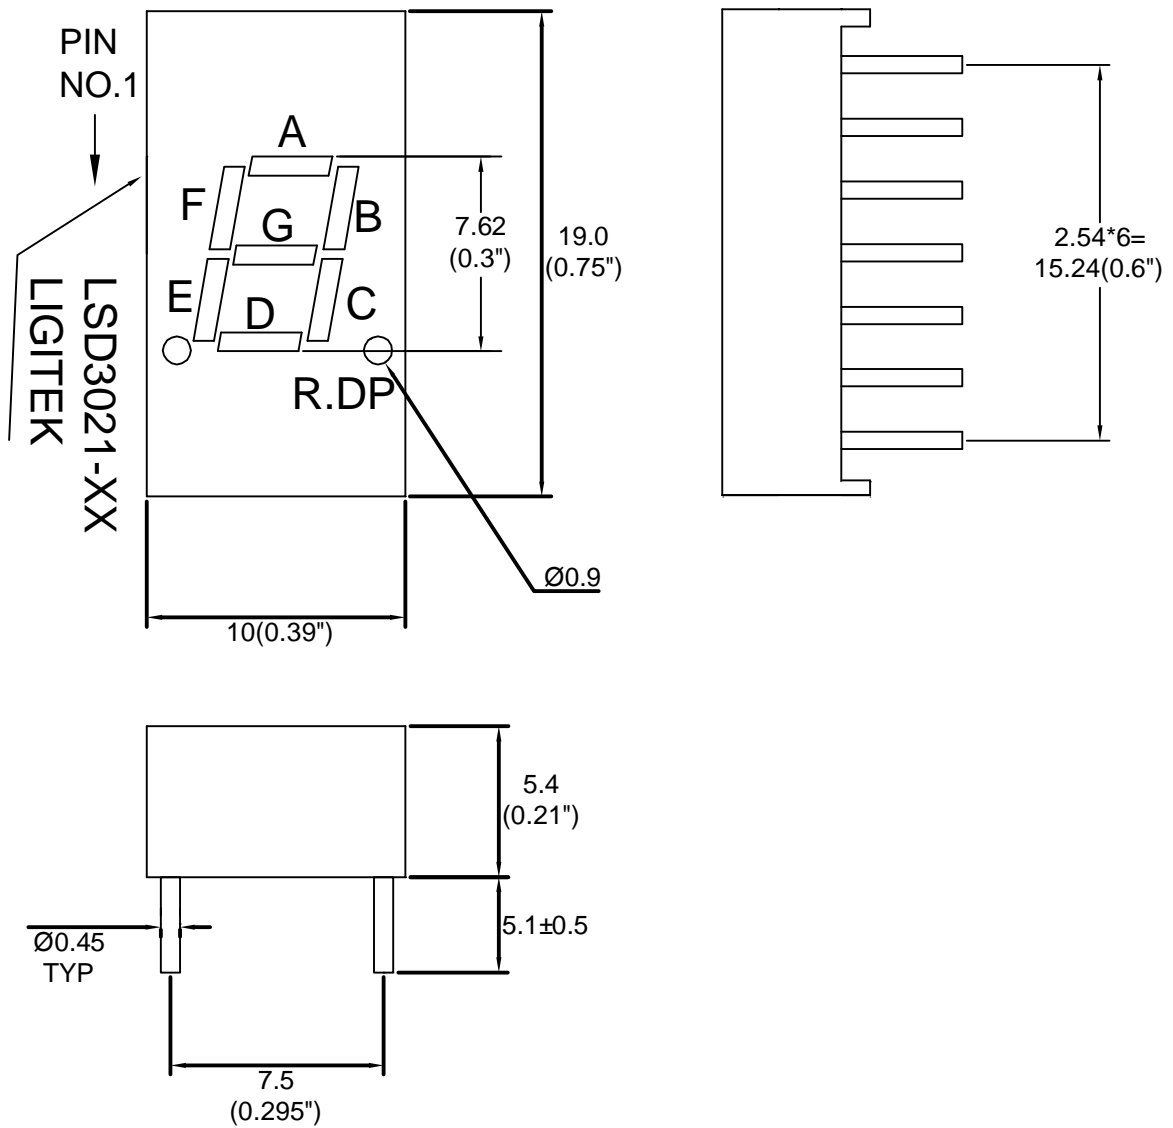 PIN
NO.1
A
F
B
G
E
C
D
R.DP
LSD3021-XX
LIGITEK
7.62
(0.3")
19.0
(0.75")
Ø0.9
10(0.39")
2.54*6=
15.24(0.6")
5.4
(0.21")
5.1±0.5
Ø0.45
TYP
7.5
(0.295")